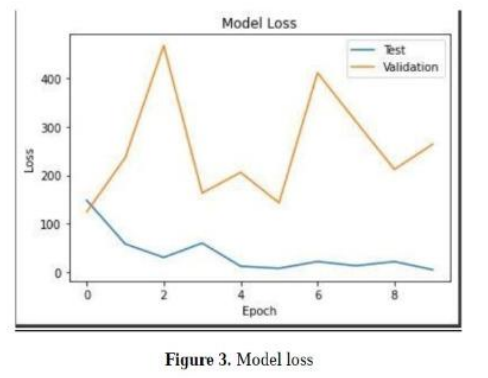 Model Loss
Test
Validation
400
300
200
100
0
Loss
0 2 4 6 8
Epoch
Figure 3. Model loss